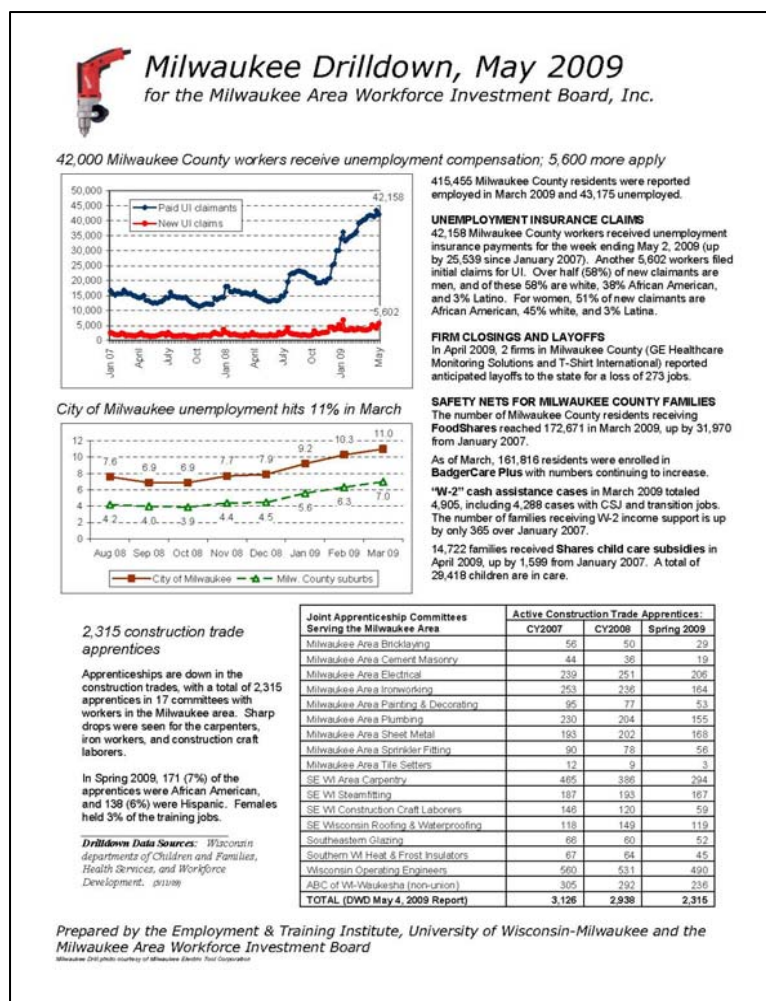 Milwaukee Drilldown, May 2009
for the Milwaukee Area Workforce Investment Board, Inc.
42,000 Milwaukee County workers receive unemployment compensation; 5,600 more apply
50,000
45,000
40,000
35,000
30,000
25,000
20,000
15,000
10,000
5,000
0
Paid UI claimants
New UI claims
42,158
5,602
Jan 07
April
July
Oct
Jan 08
April
July
Oct
Jan 09
May
415,455 Milwaukee County residents were reported
employed in March 2009 and 43,175 unemployed.
UNEMPLOYMENT INSURANCE CLAIMS
42,158 Milwaukee County workers received unemployment
insurance payments for the week ending May 2, 2009 (up
by 25,539 since January 2007). Another 5,602 workers filed
initial claims for UI. Over half (58%) of new claimants are
men, and of these 58% are white, 38% African American,
and 3% Latino. For women, 51% of new claimants are
African American, 45% white, and 3% Latina.
FIRM CLOSINGS AND LAYOFFS
In April 2009, 2 firms in Milwaukee County (GE Healthcare
Monitoring Solutions and T-Shirt International) reported
anticipated layoffs to the state for a loss of 273 jobs.
SAFETY NETS FOR MILWAUKEE COUNTY FAMILIES
The number of Milwaukee County residents receiving
FoodShares reached 172,671 in March 2009, up by 31,970
from January 2007.
As of March, 161,816 residents were enrolled in
BadgerCare Plus with numbers continuing to increase.
"W-2" cash assistance cases in March 2009 totaled
4,905, including 4,288 cases with CSJ and transition jobs.
The number of families receiving W-2 income support is up
by only 365 over January 2007.
14,722 families received Shares child care subsidies in
April 2009, up by 1,599 from January 2007. A total of
29,418 children are in care.
City of Milwaukee unemployment hits 11% in March
12
10
8
6
4
2
0
7.6 6.9 6.9 7.7 7.9 9.2 10.3 11.0
4.2 4.0 3.9 4.4 4.5 5.6 6.3 7.0
Aug 08 Sep 08 Oct 08 Nov 08 Dec 08 Jan 09 Feb 09 Mar 09
City of Milwaukee Milw. County suburbs
2,315 construction trade
apprentices
Apprenticeships are down in the
construction trades, with a total of 2,315
apprentices in 17 committees with
workers in the Milwaukee area. Sharp
drops were seen for the carpenters,
iron workers, and construction craft
laborers.
In Spring 2009, 171 (7%) of the
apprentices were African American,
and 138 (6%) were Hispanic. Females
held 3% of the training jobs.
Drilldown Data Sources: Wisconsin
departments of Children and Families,
Health Services, and Workforce
Development. (5/11/09)
Joint Apprenticeship Committees Active Construction Trade Apprentices:
Serving the Milwaukee Area CY2007 CY2008 Spring 2009
Milwaukee Area Bricklaying 56 50 29
Milwaukee Area Cement Masonry 44 36 19
Milwaukee Area Electrical 239 251 206
Milwaukee Area Ironworking 253 236 164
Milwaukee Area Painting & Decorating 95 77 53
Milwaukee Area Plumbing 230 204 155
Milwaukee Area Sheet Metal 193 202 168
Milwaukee Area Sprinkler Fitting 90 78 56
Milwaukee Area Tile Setters 12 9 3
SE WI Area Carpentry 465 386 294
SE WI Steamfitting 187 193 167
SE WI Construction Craft Laborers 146 120 59
SE Wisconsin Roofing & Waterproofing 118 149 119
Southeastern Glazing 66 60 52
Southern WI Heat & Frost Insulators 67 64 45
Wisconsin Operating Engineers 560 531 490
ABC of WI-Waukesha (non-union) 305 292 236
TOTAL (DWD May 4, 2009 Report) 3,126 2,938 2,315
Prepared by the Employment & Training Institute, University of Wisconsin-Milwaukee and the
Milwaukee Area Workforce Investment Board
Milwaukee Drill photo courtesy of Milwaukee Electric Tool Corporation